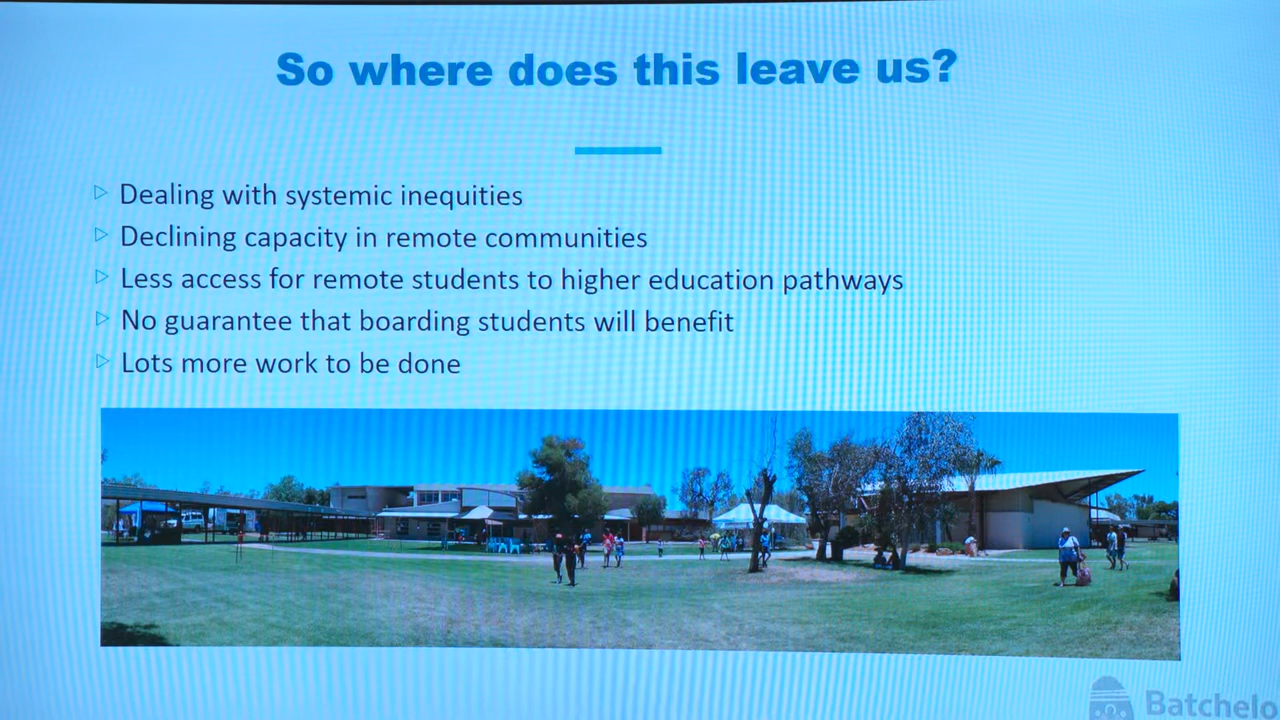 So where does this leave us?
Dealing with systemic inequities
Declining capacity in remote communities
Less access for remote students to higher education pathways
No guarantee that boarding students will benefit
Lots more work to be done
Batchelo